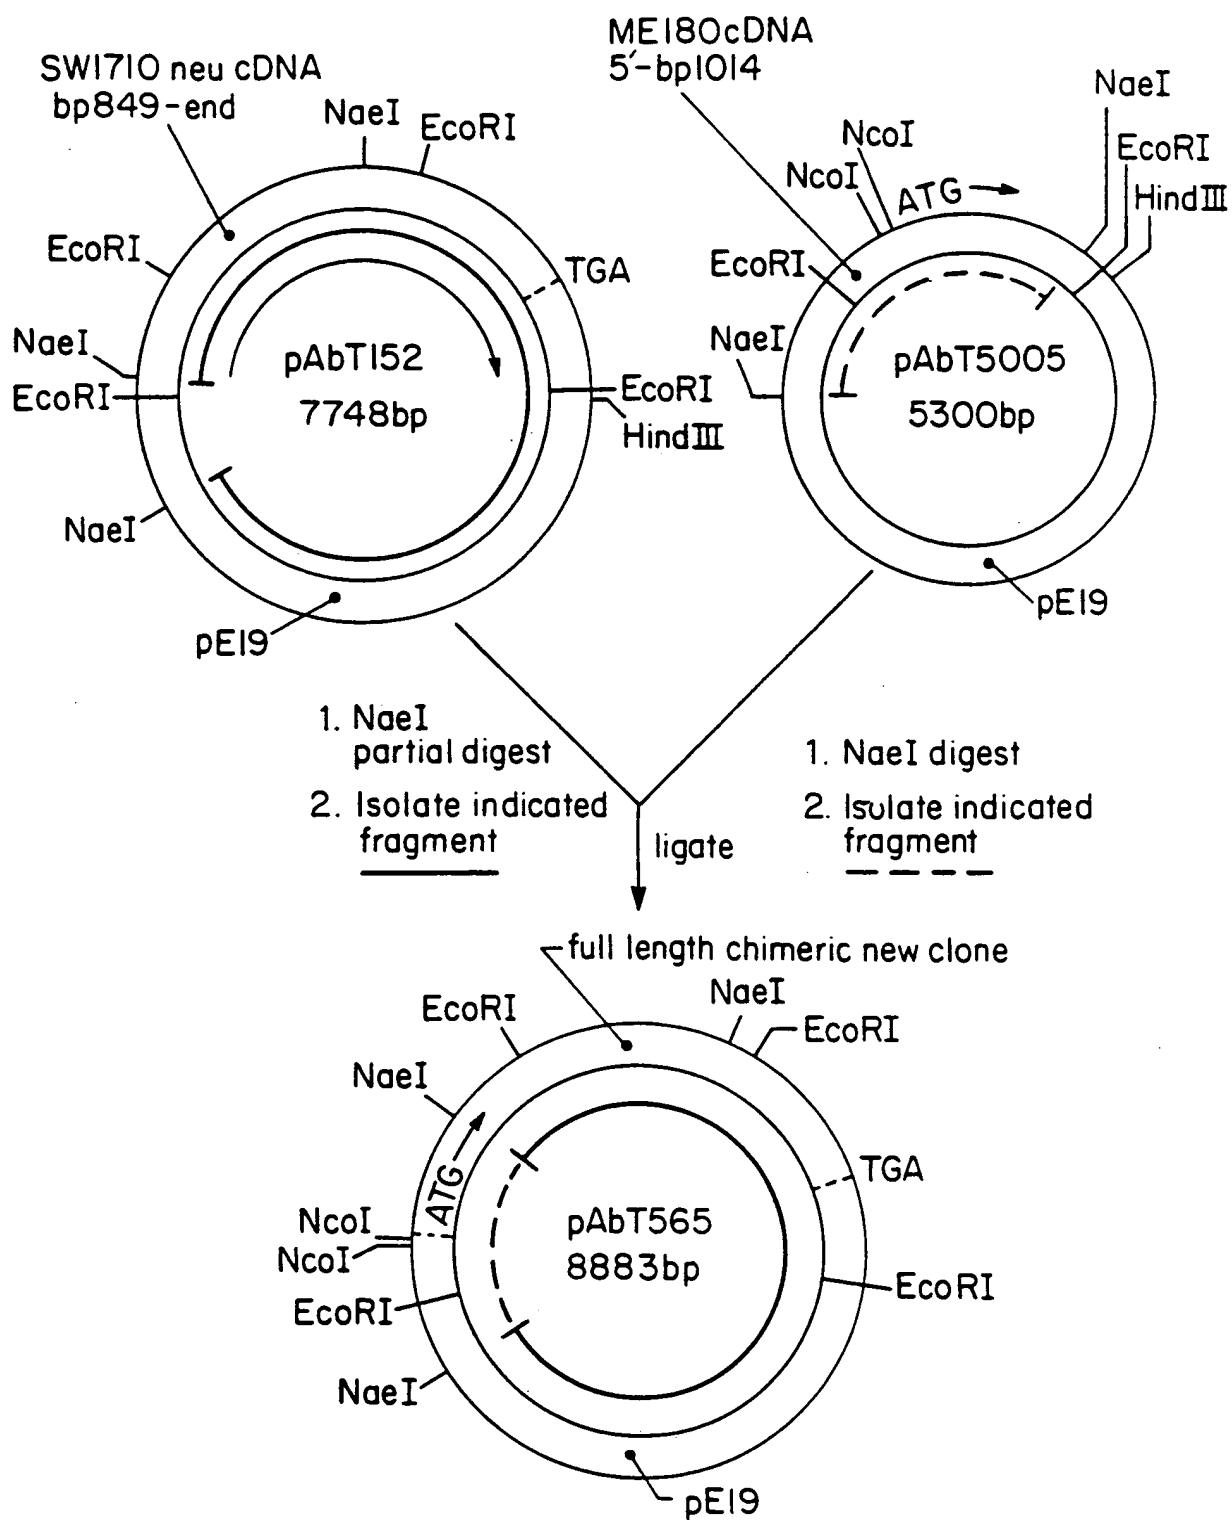 SW1710 neu cDNA
bp849-end
NaeI
EcoRI
EcoRI
NaeI
EcoRI
NaeI
TGA
EcoRI
HindIII
pAbT152
7748bp
pE19
ME180cDNA
5'-bp1014
NcoI
NcoI
ATG
NaeI
EcoRI
HindIII
EcoRI
NaeI
pAbT5005
5300bp
pE19
1. NaeI
partial digest
2. Isolate indicated
fragment
1. NaeI digest
2. Isolate indicated
fragment
ligate
full length chimeric new clone
NaeI
EcoRI
EcoRI
NaeI
ATG
TGA
NcoI
NcoI
EcoRI
NaeI
EcoRI
pAbT565
8883bp
pE19